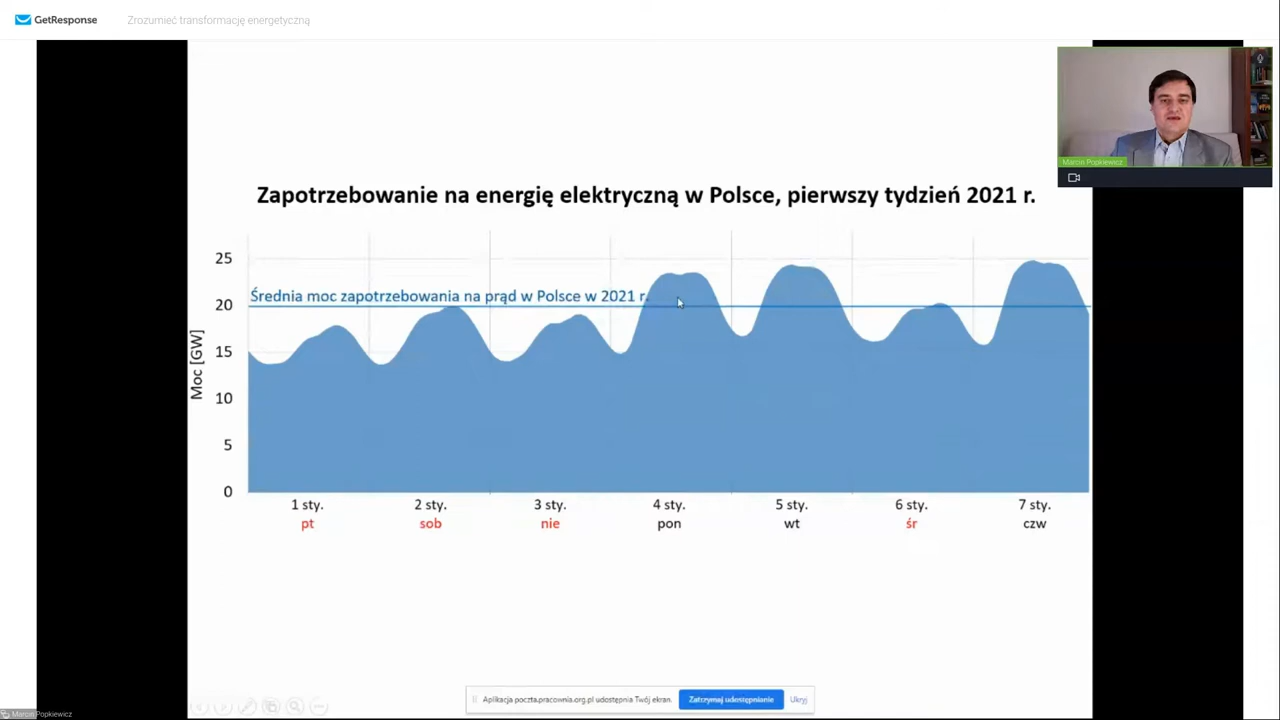 GetResponse
Zrozumieć transformację energetyczną
Marcin Popkiewicz
Zapotrzebowanie na energię elektryczną w Polsce, pierwszy tydzień 2021 r.
Średnia moc zapotrzebowania na prąd w Polsce w 2021 r.
Moc [GW]
25
20
15
10
5
0
1 sty. 2 sty. 3 sty. 4 sty. 5 sty. 6 sty. 7 sty.
pt sob nie pon wt śr czw
Aplikacja poczta.pracownia.org.pl udostępnia Twój ekran. Zatrzymaj udostępnianie Ukryj
Marcin Popkiewicz